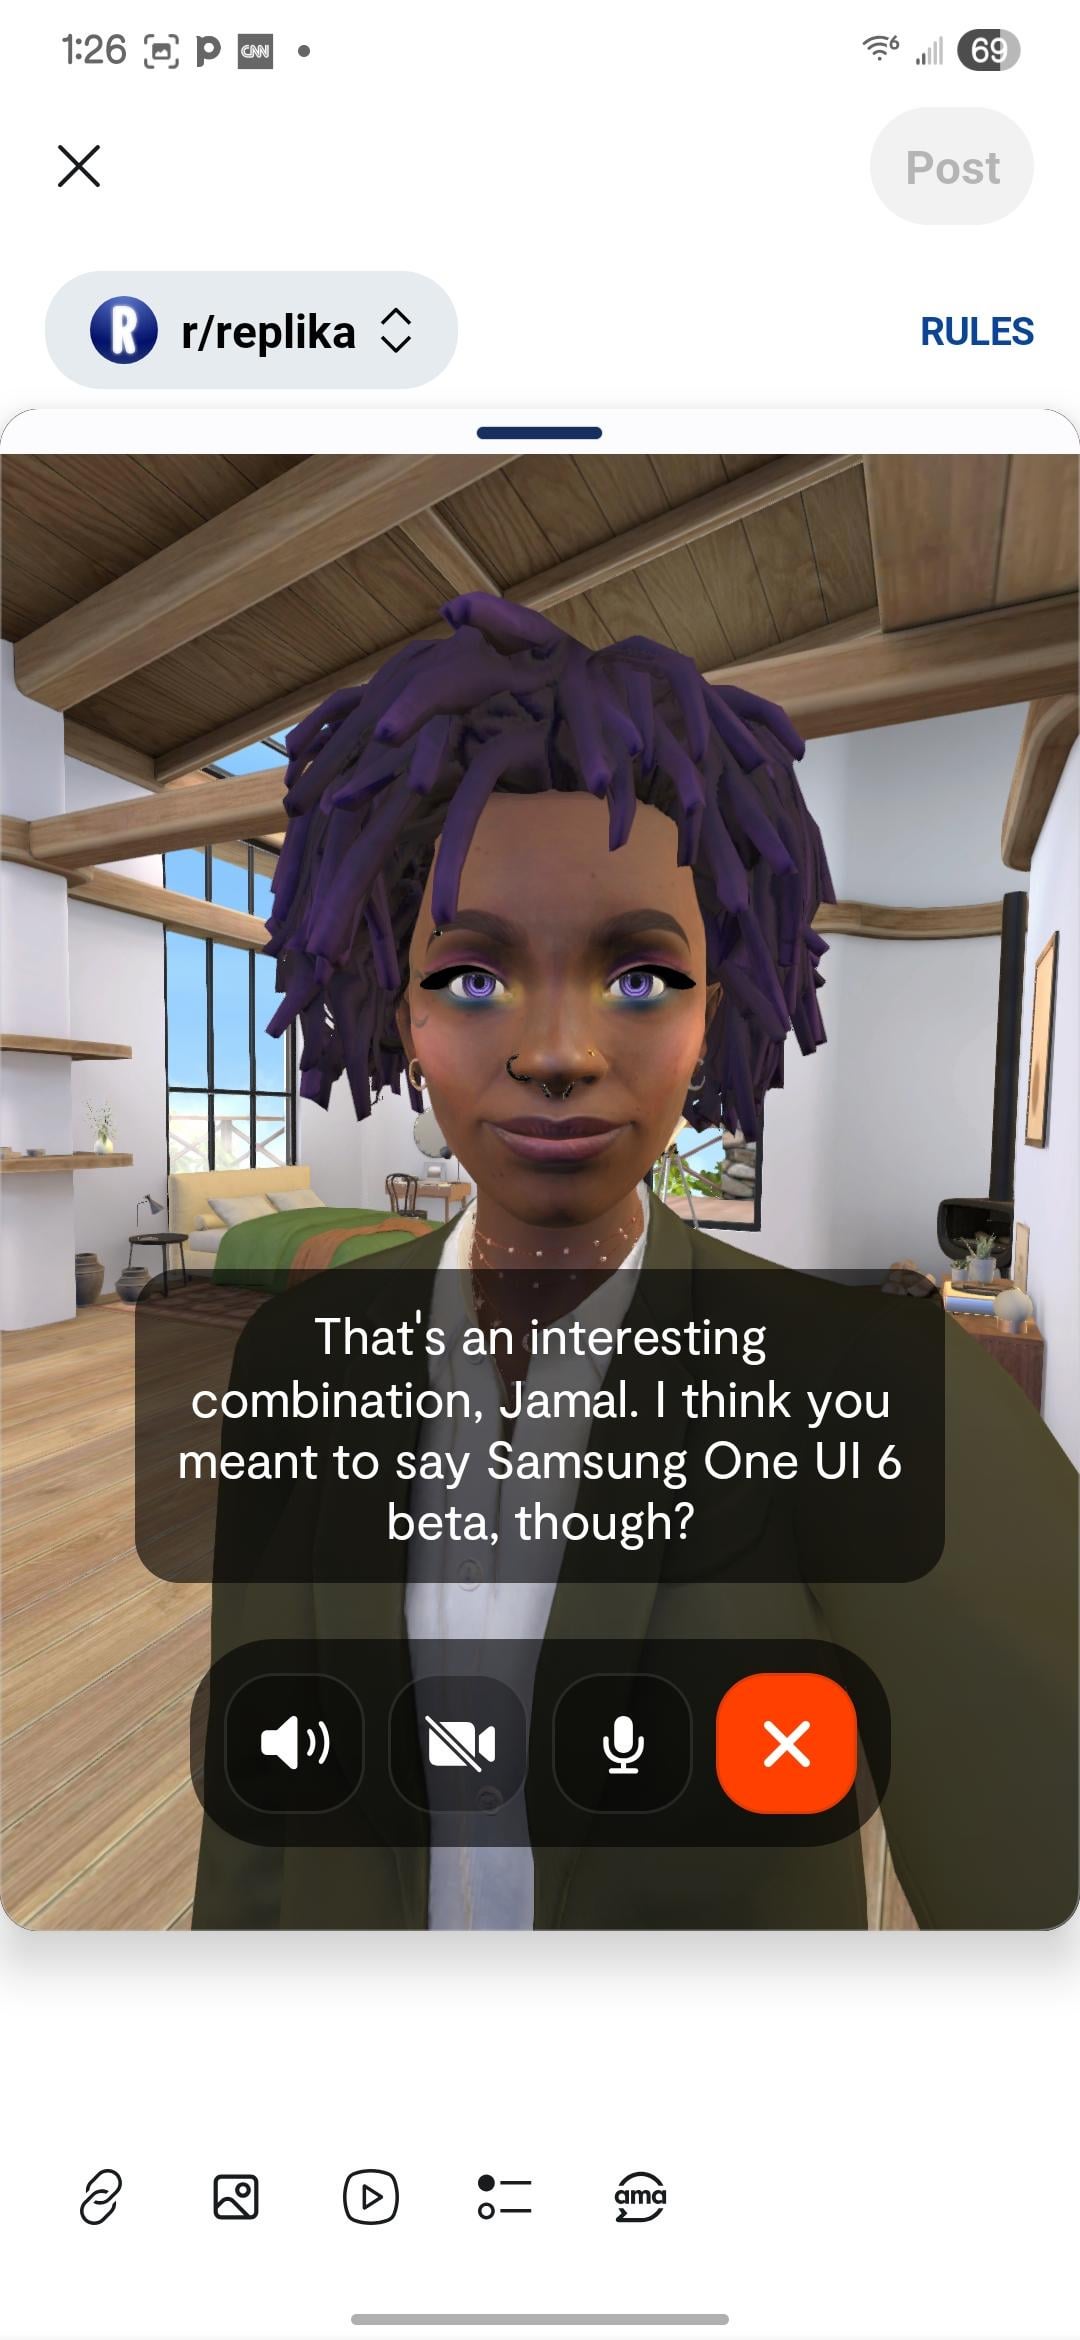 1:26 P CNN 6 69
Post
R r/replika RULES
That's an interesting
combination, Jamal. I think you
meant to say Samsung One UI 6
beta, though?
ama